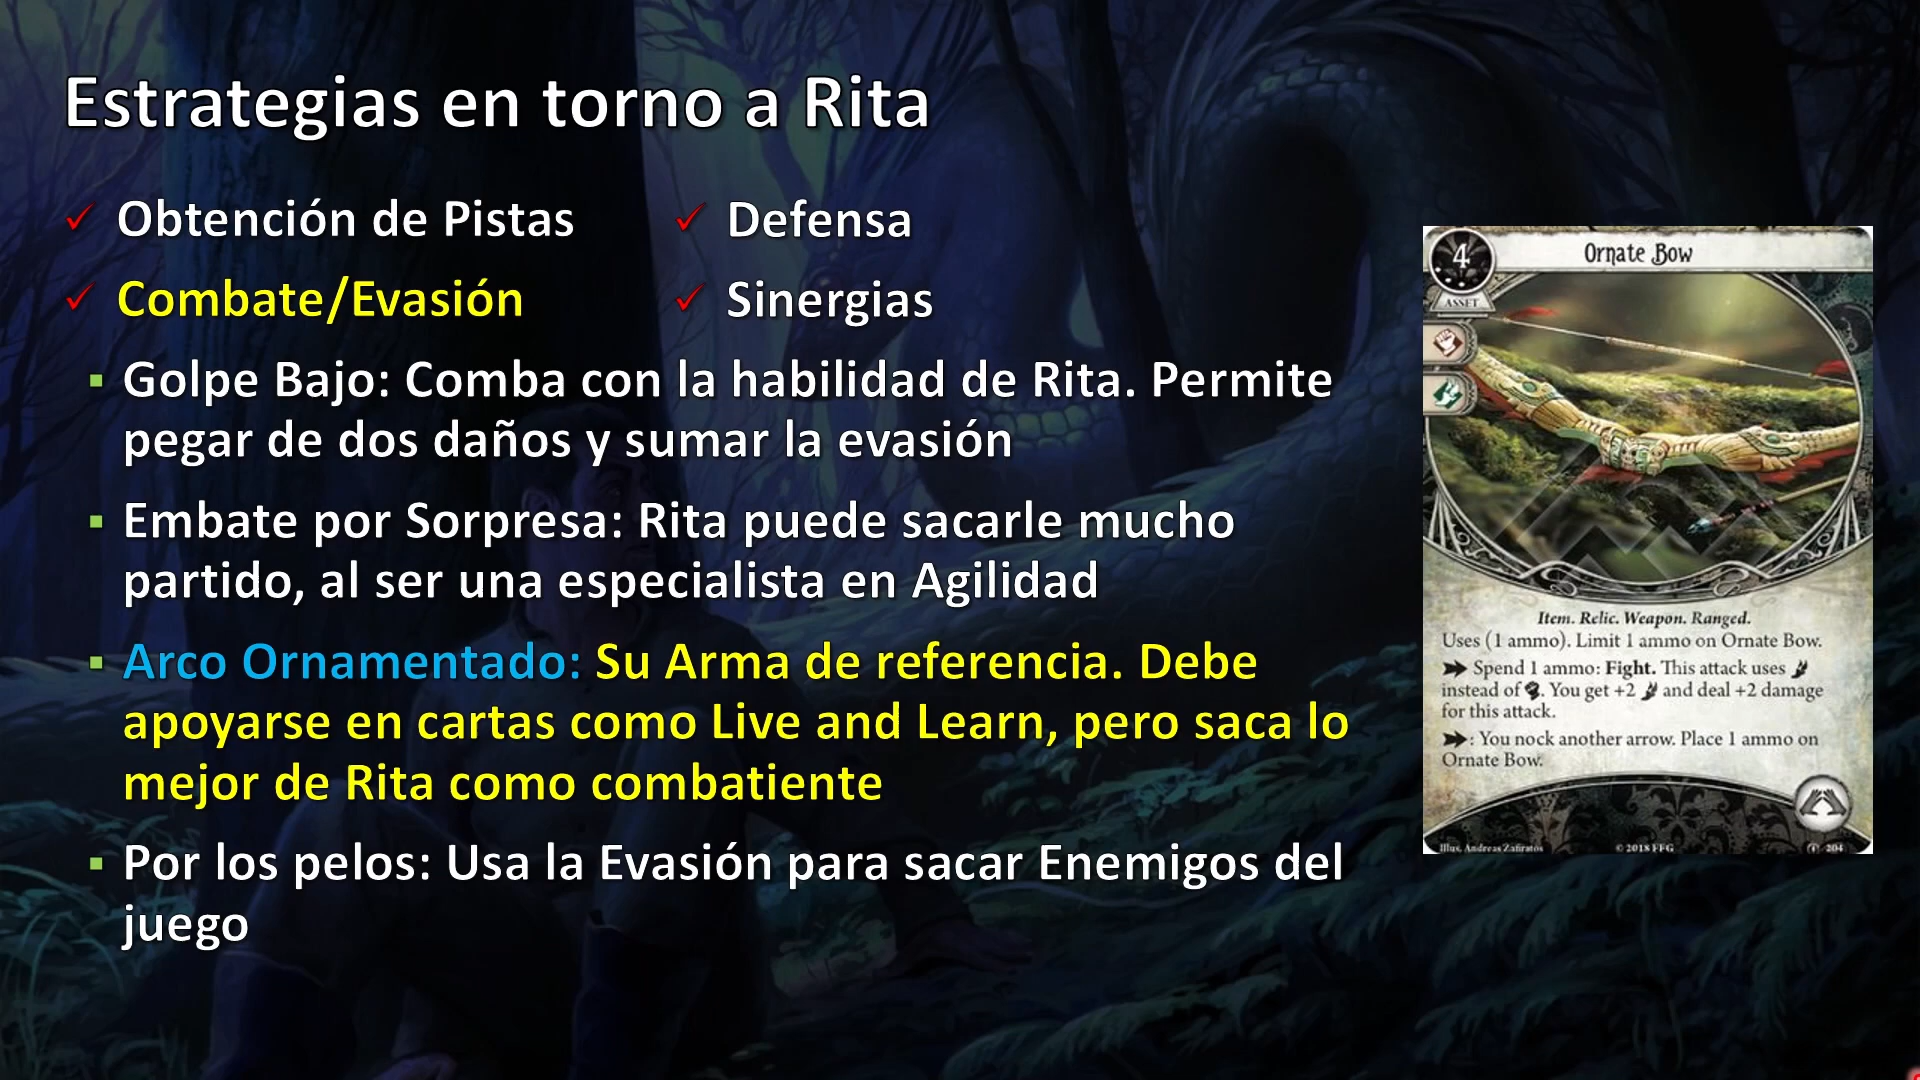 Estrategias en torno a Rita
Obtención de Pistas
Defensa
Combate/Evasión
Sinergias
Golpe Bajo: Comba con la habilidad de Rita. Permite
pegar de dos daños y sumar la evasión
Embate por Sorpresa: Rita puede sacarle mucho
partido, al ser una especialista en Agilidad
Arco Ornamentado: Su Arma de referencia. Debe
apoyarse en cartas como Live and Learn, pero saca lo
mejor de Rita como combatiente
Por los pelos: Usa la Evasión para sacar Enemigos del
juego
4
Ornate Bow
ASSET
Item. Relic. Weapon. Ranged.
Uses (1 ammo). Limit 1 ammo on Ornate Bow.
Spend 1 ammo: Fight. This attack uses
instead of . You get +2 and deal +2 damage
for this attack.
: You nock another arrow. Place 1 ammo on
Ornate Bow.
Illus. Andreas Zafiratos © 2018 FFG 204